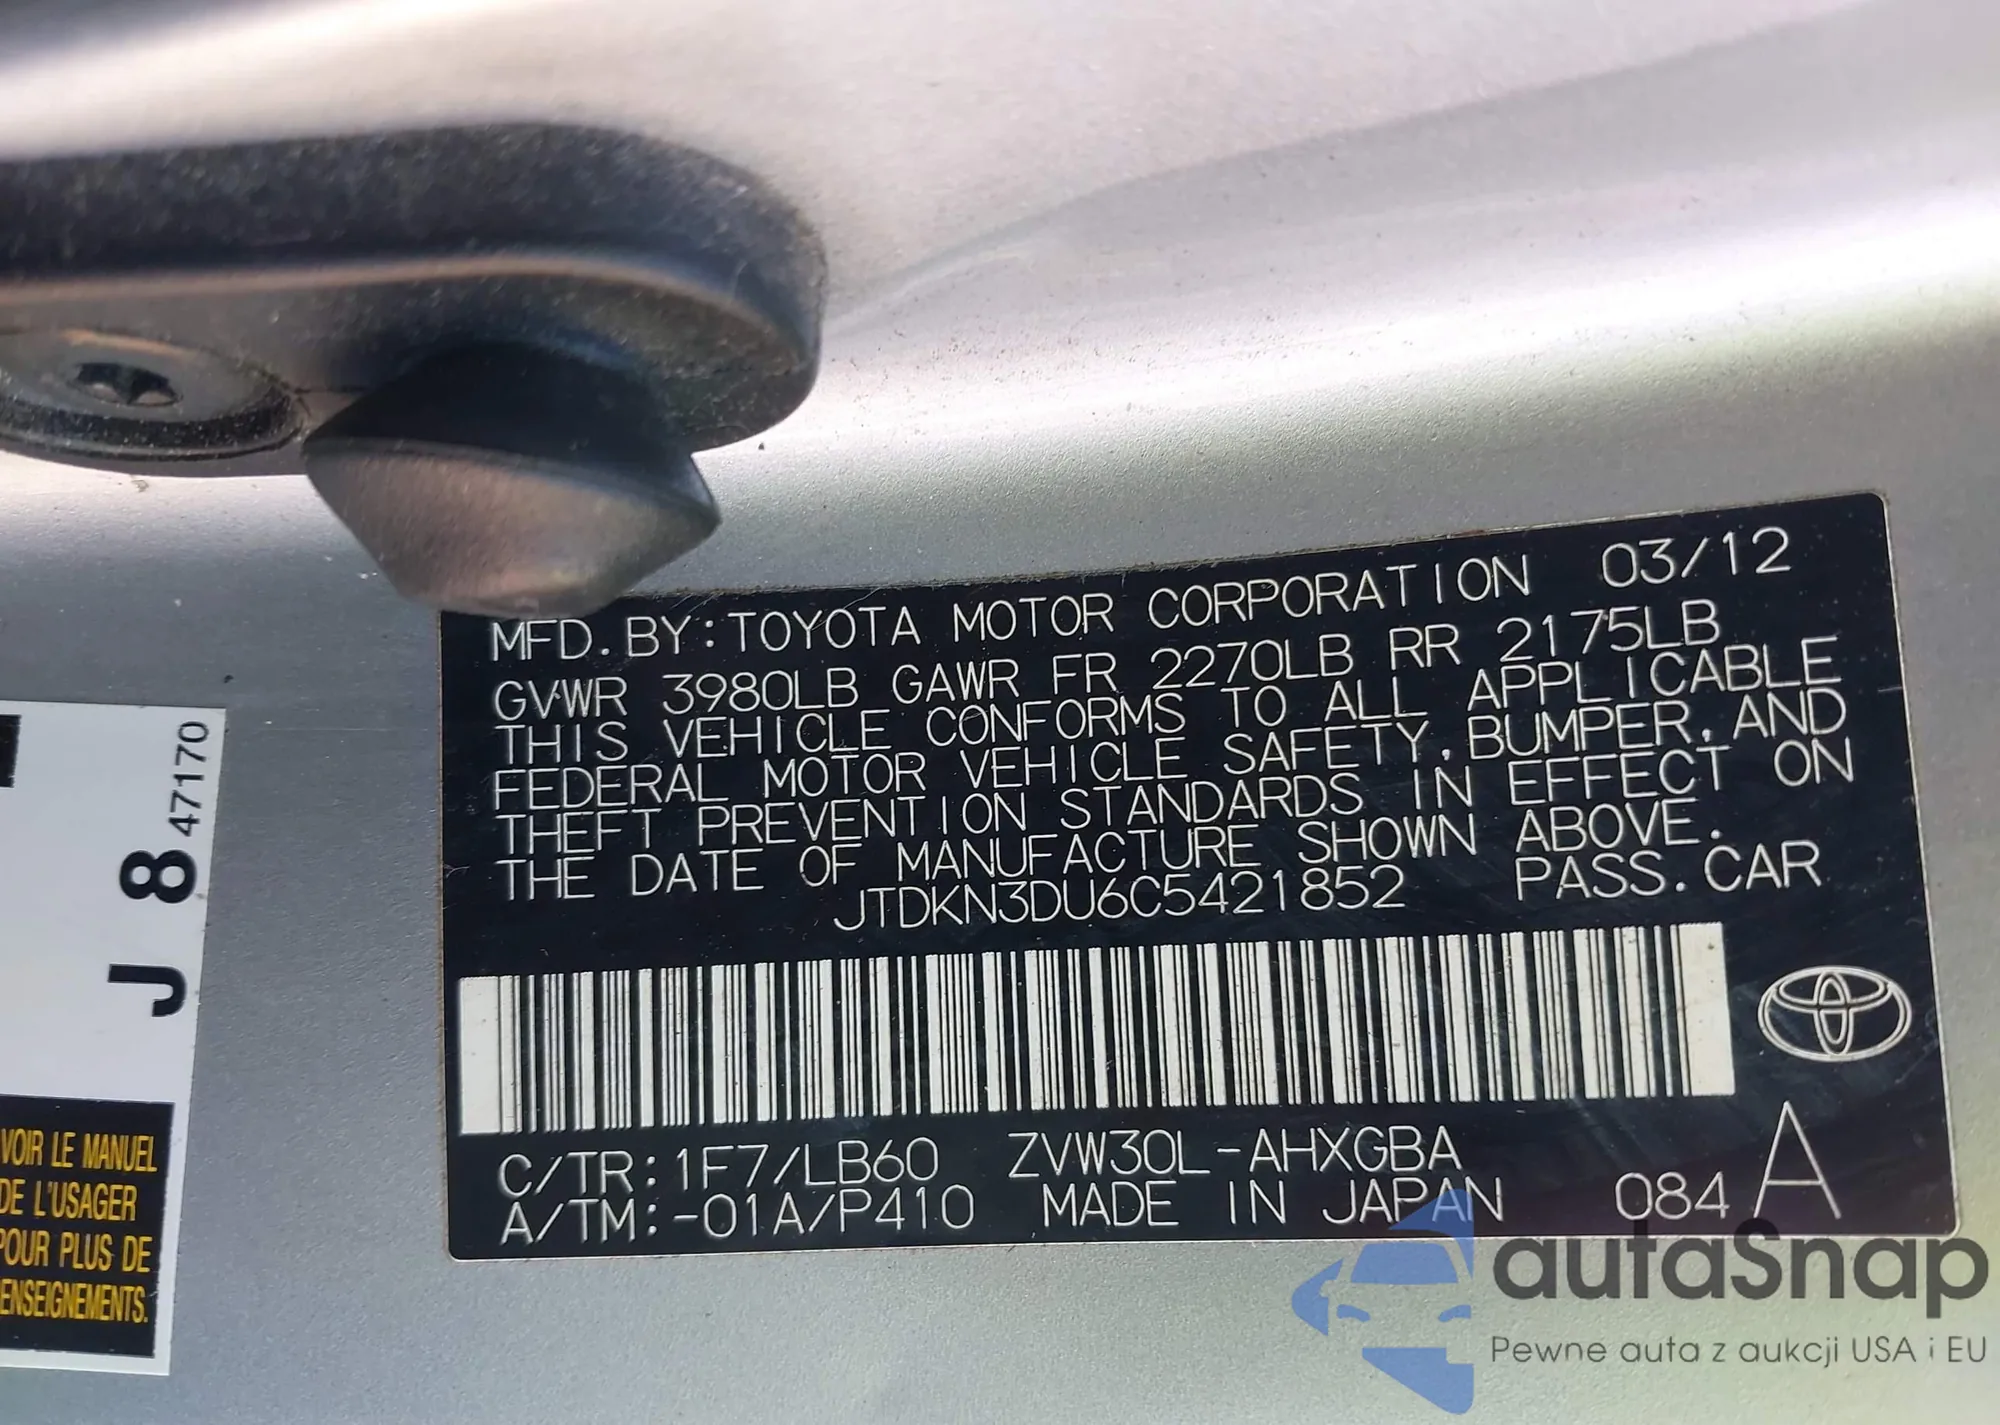 MFD. BY: TOYOTA MOTOR CORPORATION 03/12
GVWR 3980LB GAWR FR 2270LB RR 2175LB
THIS VEHICLE CONFORMS TO ALL APPLICABLE
FEDERAL MOTOR VEHICLE SAFETY, BUMPER, AND
THEFT PREVENTION STANDARDS IN EFFECT ON
THE DATE OF MANUFACTURE SHOWN ABOVE.
JTDKN3DU6C5421852 PASS. CAR
C/TR: 1F7/LB60 ZVW30L-AHXGBA
A/TM: -01A/P410 MADE IN JAPAN 084 A
J 8 47170
VOIR LE MANUEL
DE L'USAGER
POUR PLUS DE
autaSnap
Pewne auta z aukcji USA i EU